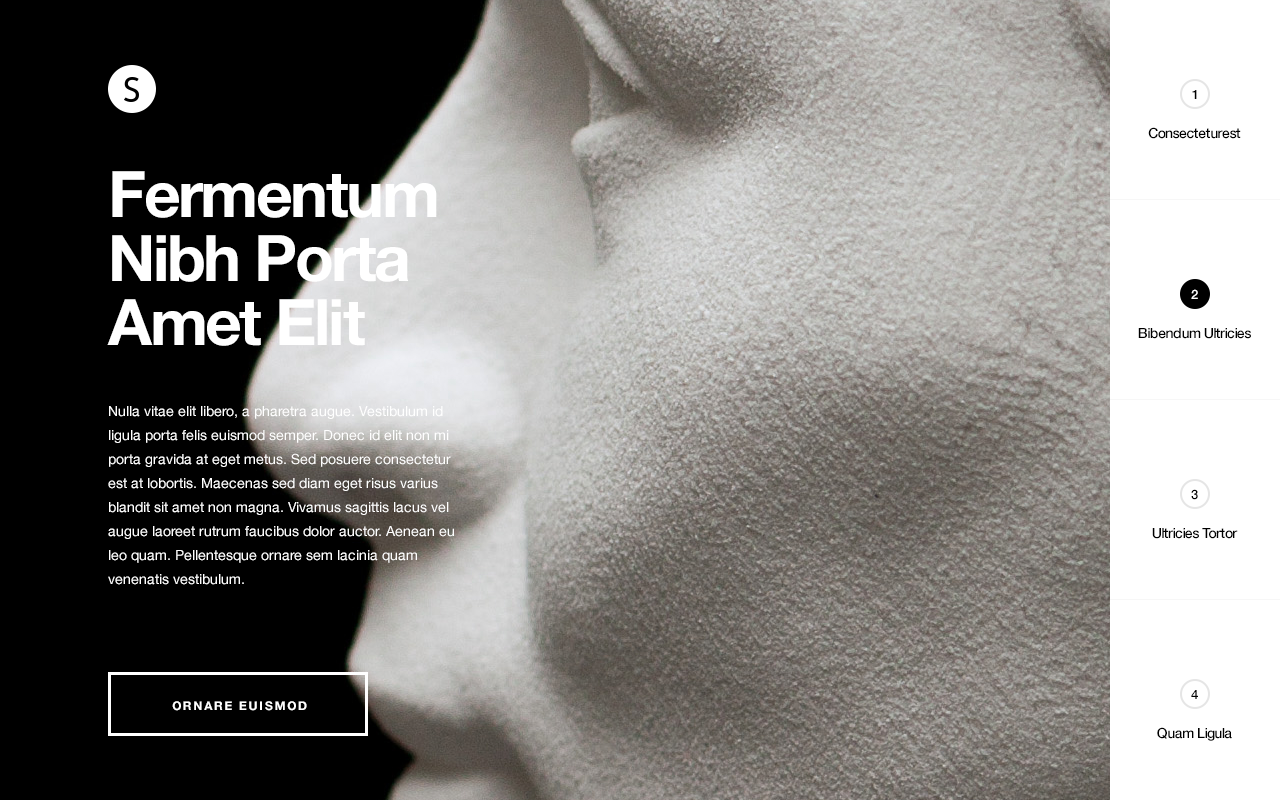 S
Fermentum
Nibh Porta
Amet Elit
Nulla vitae elit libero, a pharetra augue. Vestibulum id
ligula porta felis euismod semper. Donec id elit non mi
porta gravida at eget metus. Sed posuere consectetur
est at lobortis. Maecenas sed diam eget risus varius
blandit sit amet non magna. Vivamus sagittis lacus vel
augue laoreet rutrum faucibus dolor auctor. Aenean eu
leo quam. Pellentesque ornare sem lacinia quam
venenatis vestibulum.
ORNARE EUISMOD
1
Consecteturest
2
Bibendum Ultricies
3
Ultricies Tortor
4
Quam Ligula